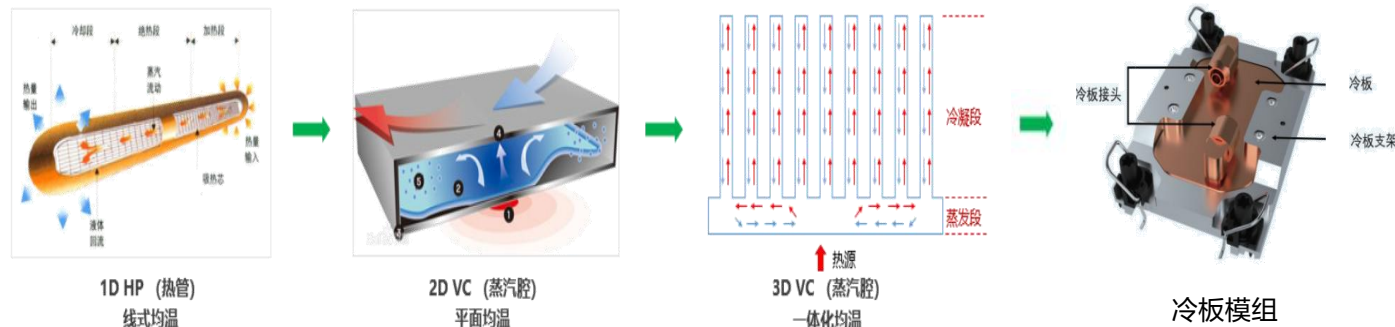 冷却段
绝热段
加热段
蒸汽
流动
热量
输出
热量
输入
吸热芯
液体
回流
1D HP (热管)
线式均温
4
5
2
1
2D VC (蒸汽腔)
平面均温
冷凝段
蒸发段
热源
3D VC (蒸汽腔)
一体化均温
冷板接头
冷板
冷板支架
冷板模组